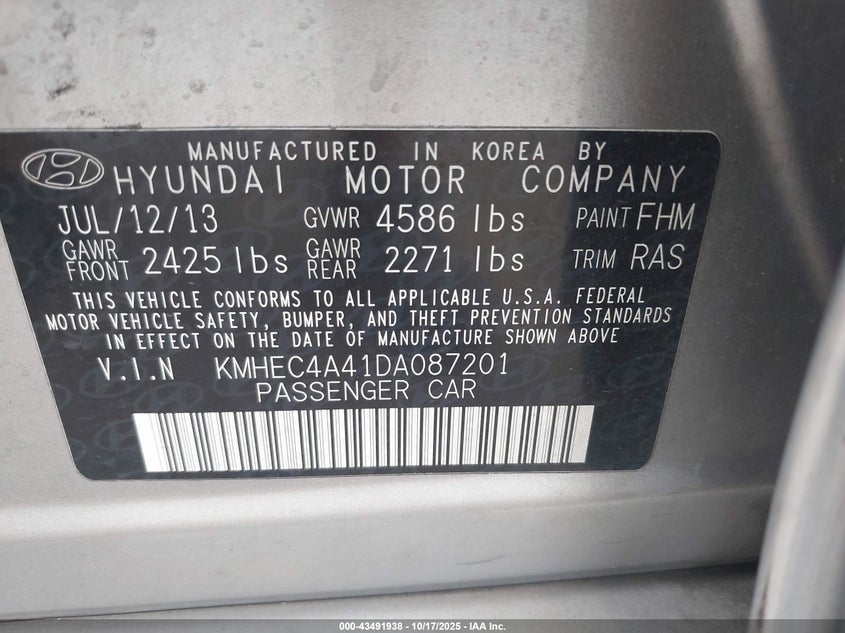 MANUFACTURED IN KOREA BY
HYUNDAI MOTOR COMPANY
JUL/12/13 GVWR 4586 lbs PAINT FHM
GAWR FRONT 2425 lbs GAWR REAR 2271 lbs TRIM RAS
THIS VEHICLE CONFORMS TO ALL APPLICABLE U.S.A. FEDERAL
MOTOR VEHICLE SAFETY, BUMPER, AND THEFT PREVENTION STANDARDS
IN EFFECT ON THE DATE OF MANUFACTURE SHOWN ABOVE
V.I.N KMHEC4A41DA087201
PASSENGER CAR
000-43491938 - 10/17/2025 - IAA Inc.